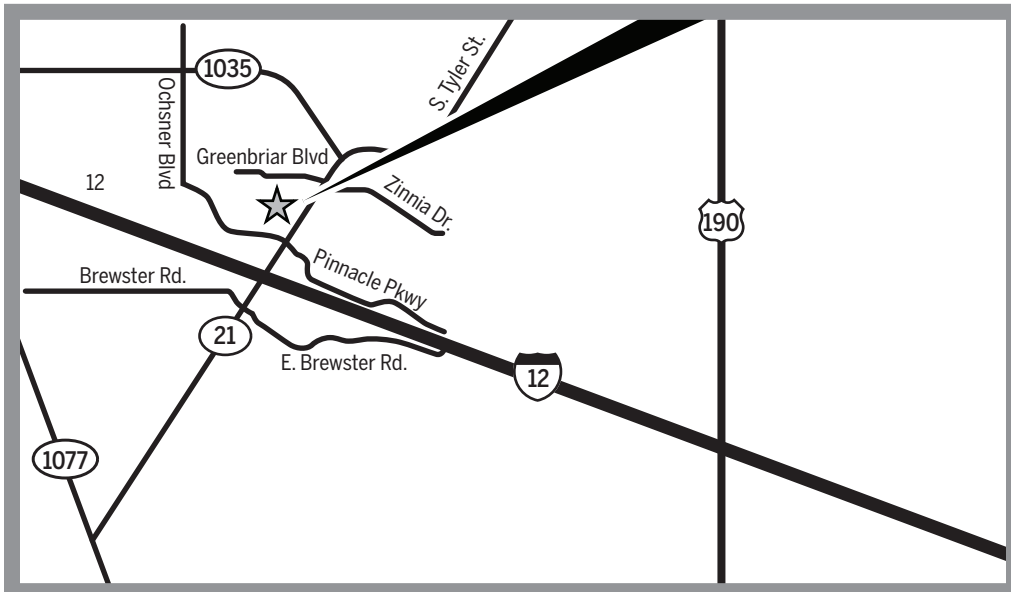 S. Tyler St.
1035
Ochsner Blvd
Greenbriar Blvd
12
Zinnia Dr.
190
Pinnacle Pkwy
Brewster Rd.
21
E. Brewster Rd.
12
1077